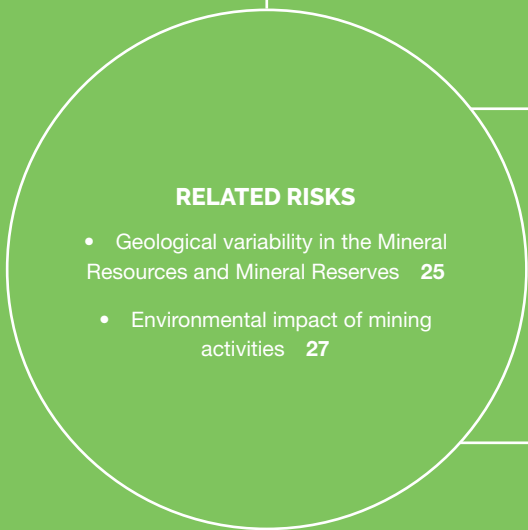 RELATED RISKS
• Geological variability in the Mineral
Resources and Mineral Reserves 25
• Environmental impact of mining
activities 27